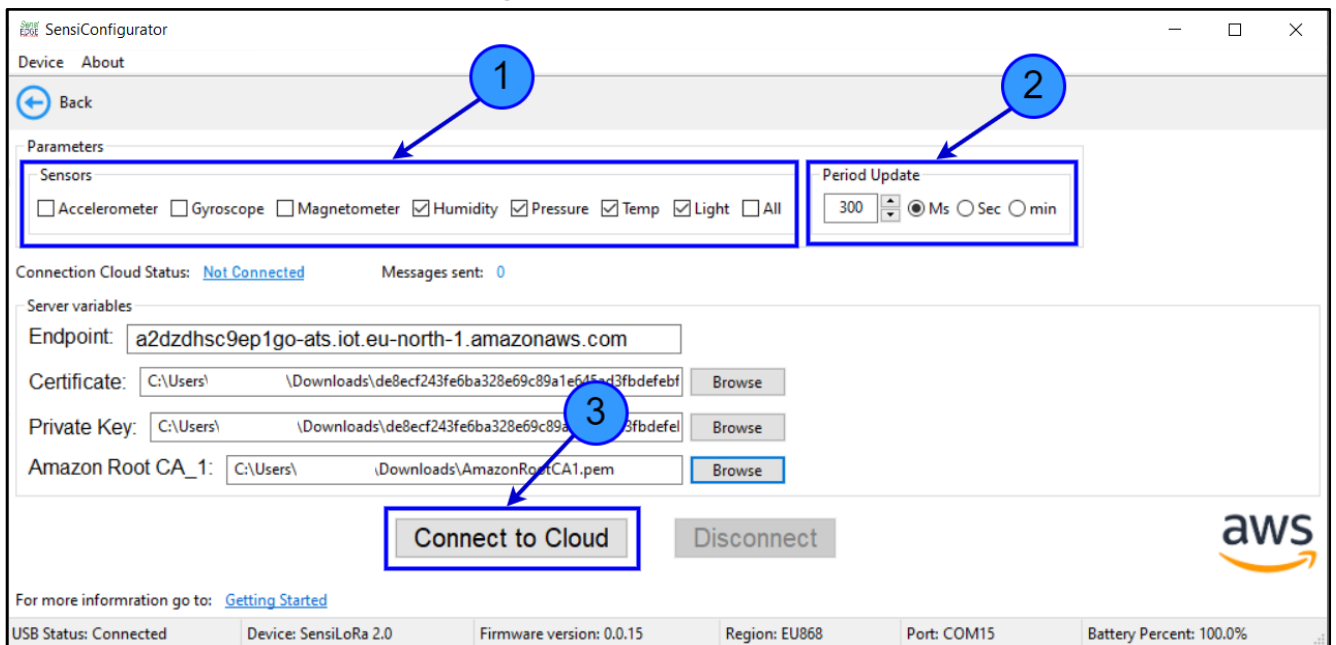 Sensi
EDGE
SensiConfigurator
Device About
1
2
Back
Parameters
Sensors
Period Update
Accelerometer Gyroscope Magnetometer Humidity Pressure Temp Light All
300 Ms Sec min
Connection Cloud Status: Not Connected Messages sent: 0
Server variables
Endpoint: a2dzdhsc9ep1go-ats.iot.eu-north-1.amazonaws.com
Certificate: C:\Users\ \Downloads\de8ecf243fe6ba328e69c89a1e645ad3fbdefebf Browse
3
Private Key: C:\Users\ \Downloads\de8ecf243fe6ba328e69c89a 3fbdefel Browse
Amazon Root CA_1: C:\Users\ \Downloads\AmazonRootCA1.pem Browse
Connect to Cloud Disconnect
aws
For more informration go to: Getting Started
USB Status: Connected Device: SensiLoRa 2.0 Firmware version: 0.0.15 Region: EU868 Port: COM15 Battery Percent: 100.0%